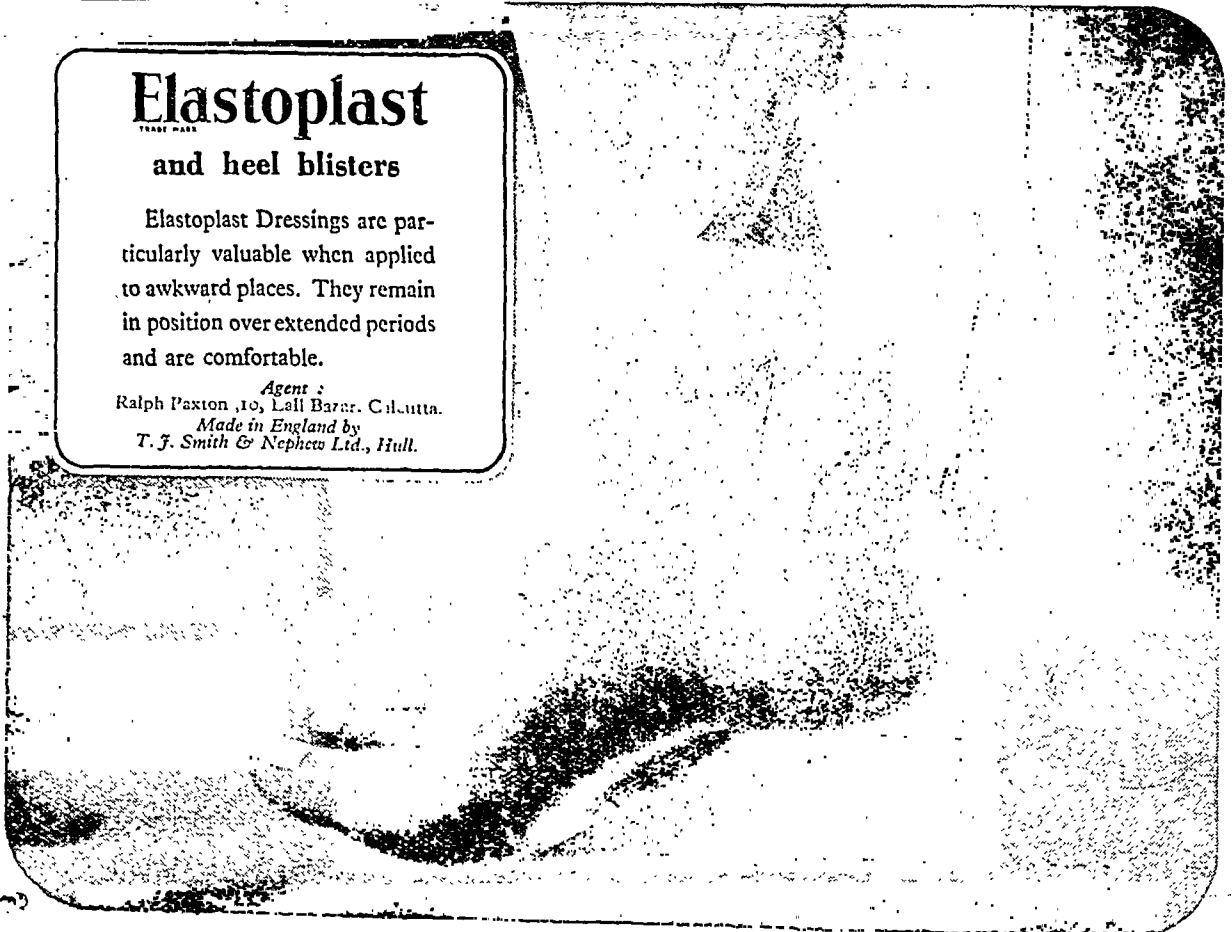 Elastoplast
TRADE MARK
and heel blisters
Elastoplast Dressings are par-
ticularly valuable when applied
to awkward places. They remain
in position over extended periods
and are comfortable.
Agent :
Ralph Paxton ,10, Lall Bazar. Calcutta.
Made in England by
T. J. Smith & Nephew Ltd., Hull.